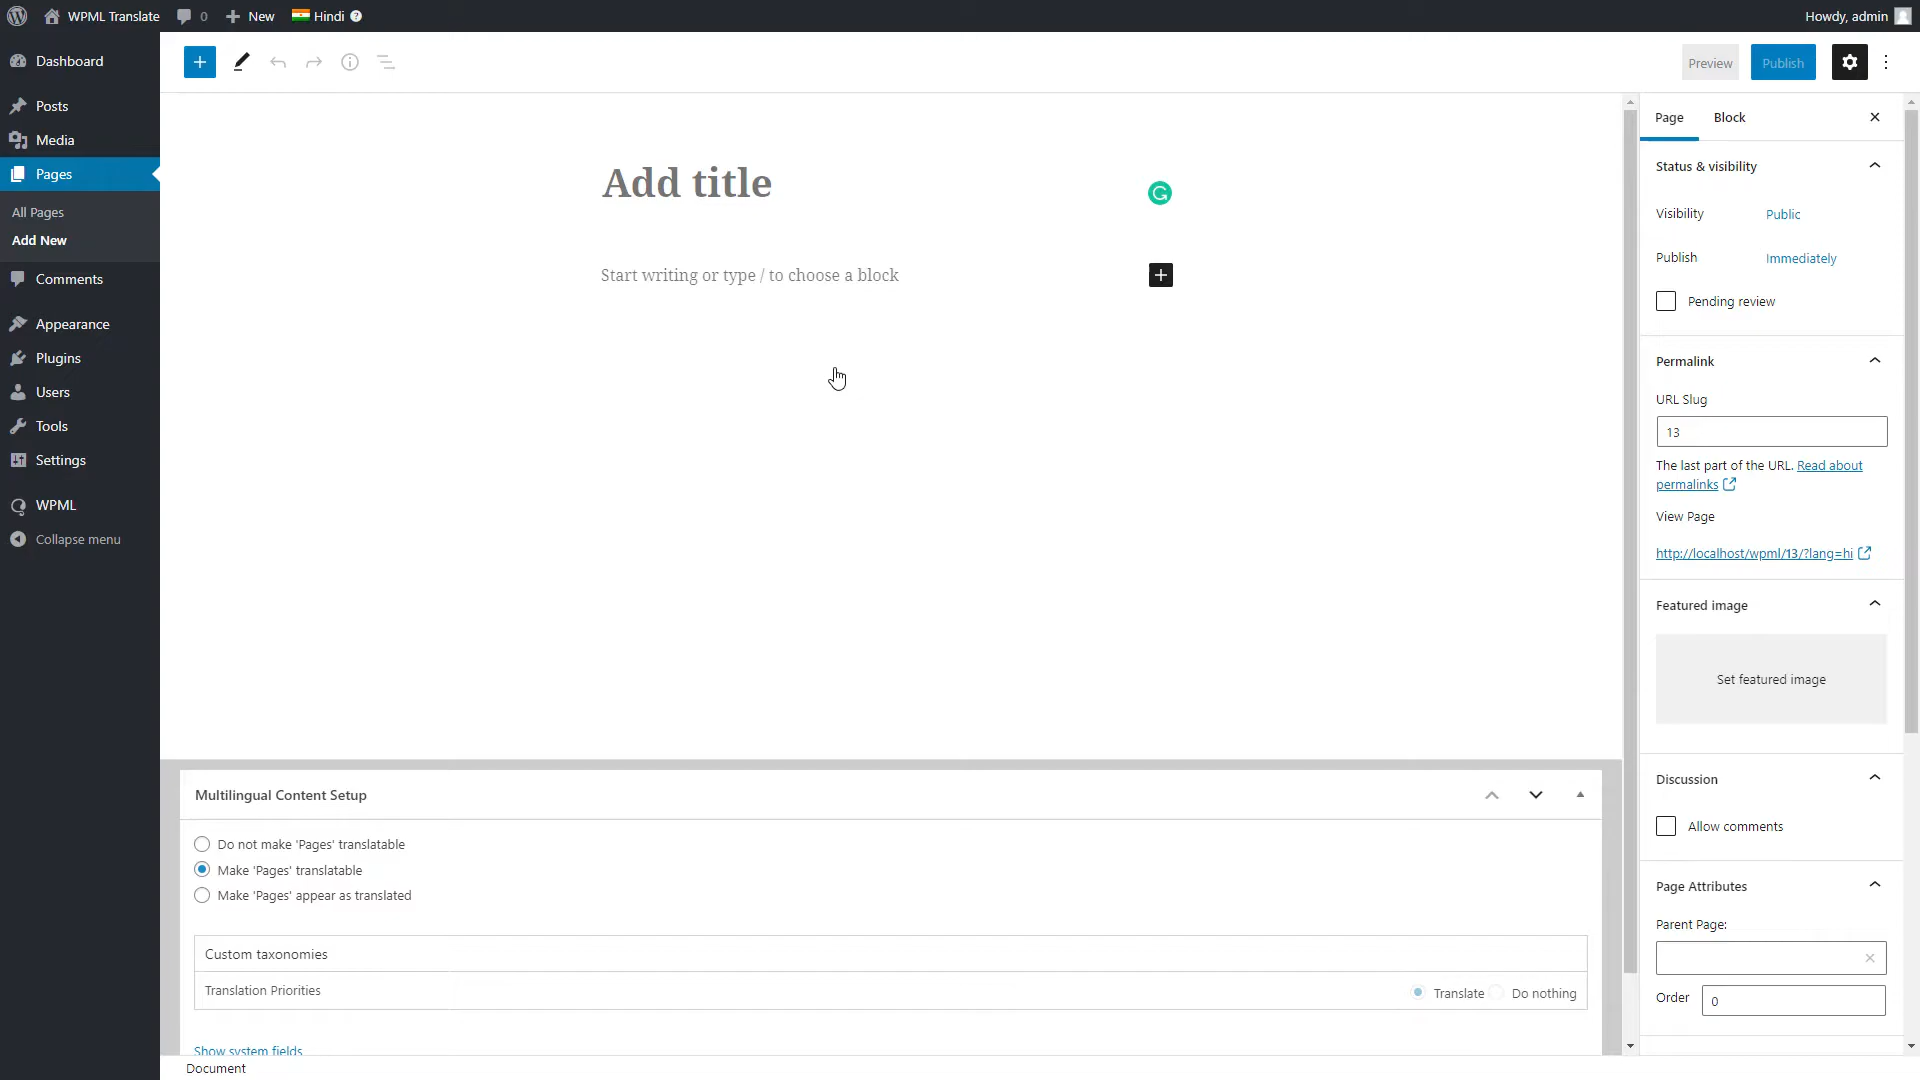 WPML Translate 0 New Hindi Howdy, admin
Dashboard
Posts
Media
Pages
All Pages
Add New
Comments
Appearance
Plugins
Users
Tools
Settings
WPML
Collapse menu
Preview Publish
Add title
Start writing or type / to choose a block
Page Block
Status & visibility
Visibility Public
Publish Immediately
Pending review
Permalink
URL Slug
13
The last part of the URL. Read about
permalinks
View Page
http://localhost/wpml/13/?lang=hi
Featured image
Set featured image
Discussion
Allow comments
Page Attributes
Parent Page:
Order 0
Multilingual Content Setup
Do not make 'Pages' translatable
Make 'Pages' translatable
Make 'Pages' appear as translated
Custom taxonomies
Translation Priorities Translate Do nothing
Show system fields
Document